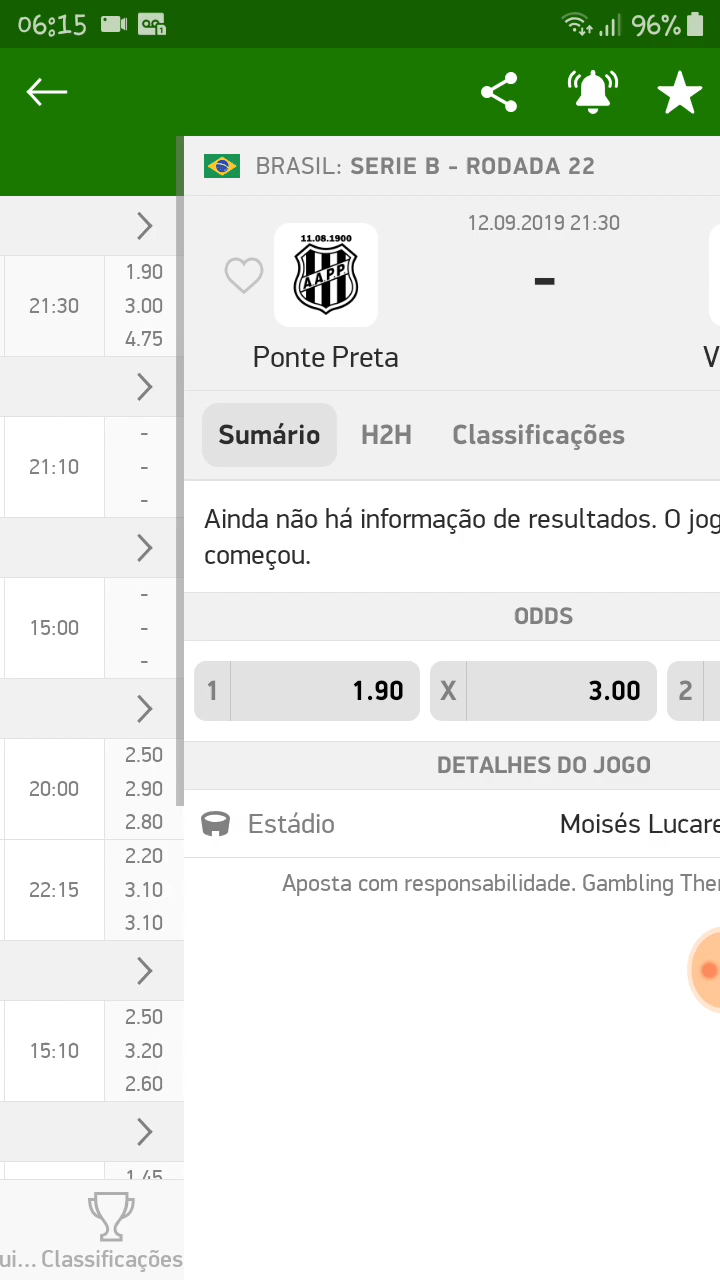 06:15
96%
BRASIL: SERIE B - RODADA 22
12.09.2019 21:30
11.08.1900
AAPP
-
Ponte Preta
V
Sumário H2H Classificações
Ainda não há informação de resultados. O jog
começou.
ODDS
1 1.90 X 3.00 2
DETALHES DO JOGO
Estádio Moisés Lucare
Aposta com responsabilidade. Gambling Ther
1.90
21:30 3.00
4.75
-
21:10 -
-
-
15:00 -
-
2.50
20:00 2.90
2.80
2.20
22:15 3.10
3.10
2.50
15:10 3.20
2.60
1.45
ui... Classificações